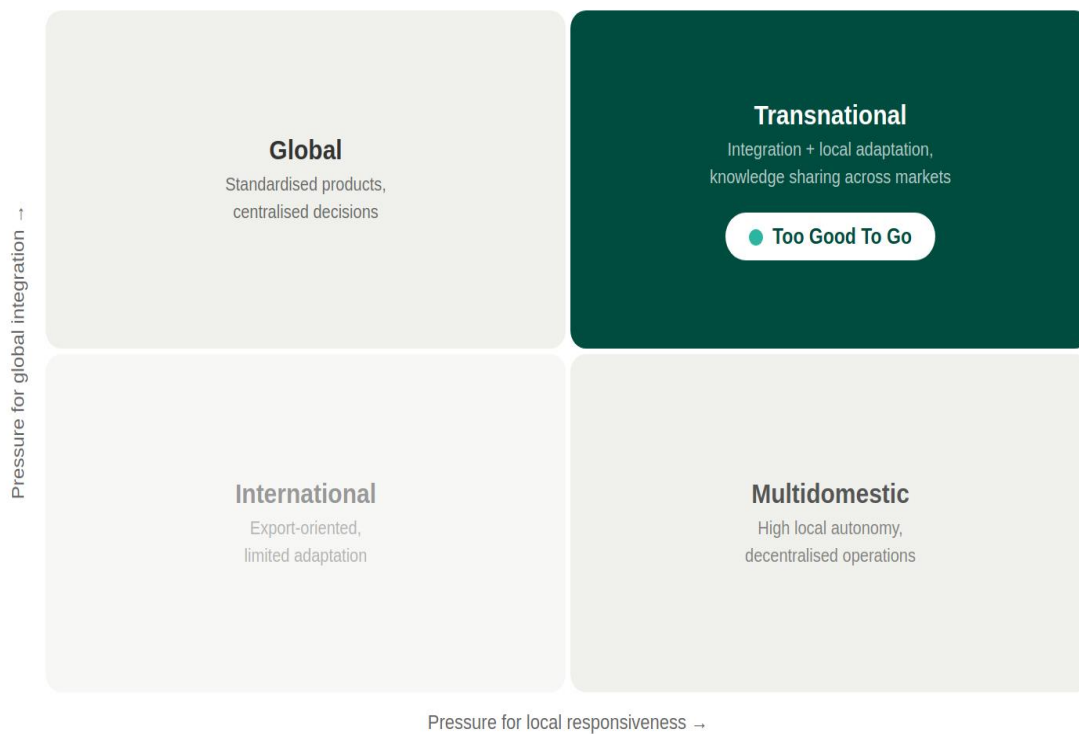 Global
Standardised products,
centralised decisions
Transnational
Integration + local adaptation,
knowledge sharing across markets
Too Good To Go
Pressure for global integration →
International
Export-oriented,
limited adaptation
Multidomestic
High local autonomy,
decentralised operations
Pressure for local responsiveness →